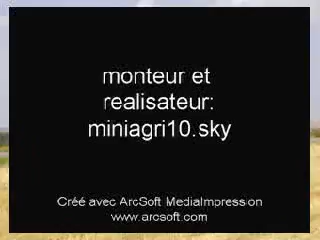 monteur et
realisateur:
miniagri10.sky
Créé avec ArcSoft MediaImpression
www.arcsoft.com